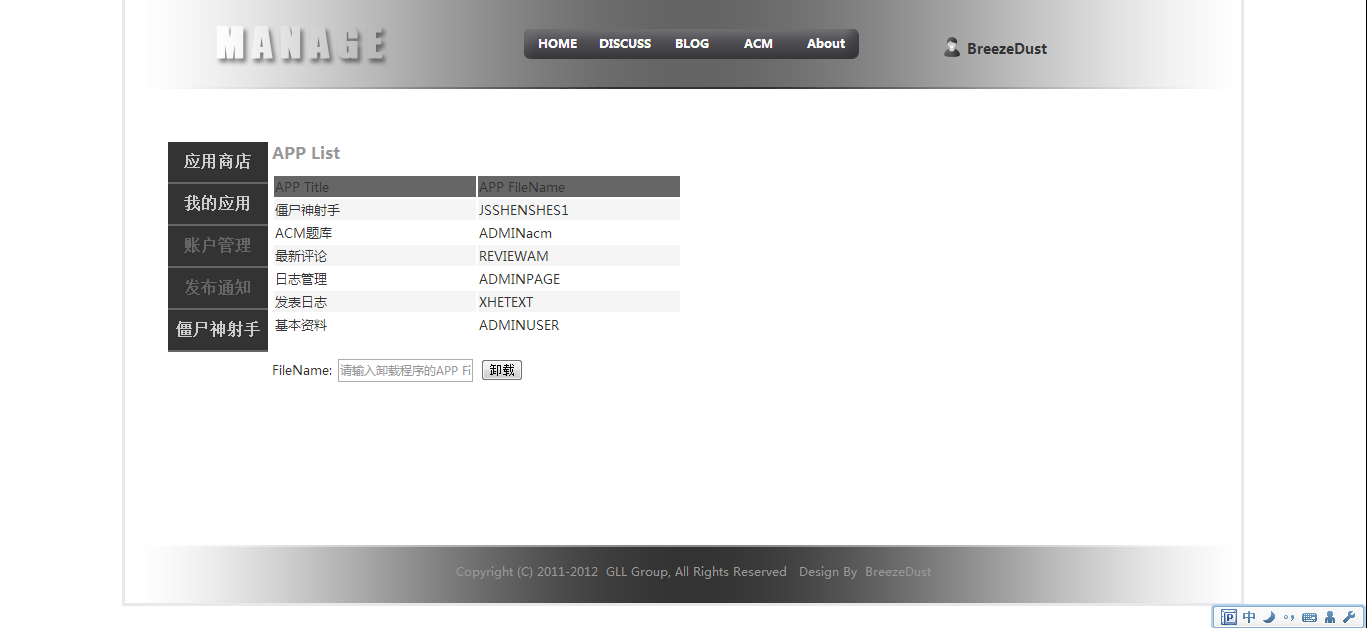 MANAGE
HOME DISCUSS BLOG ACM About
BreezeDust
应用商店
我的应用
账户管理
发布通知
僵尸神射手
APP List
APP Title APP FileName
僵尸神射手 JSSHENSHES1
ACM题库 ADMINacm
最新评论 REVIEWAM
日志管理 ADMINPAGE
发表日志 XHETEXT
基本资料 ADMINUSER
FileName: 请输入卸载程序的APP Fi 卸载
Copyright (C) 2011-2012 GLL Group, All Rights Reserved Design By BreezeDust
P 中